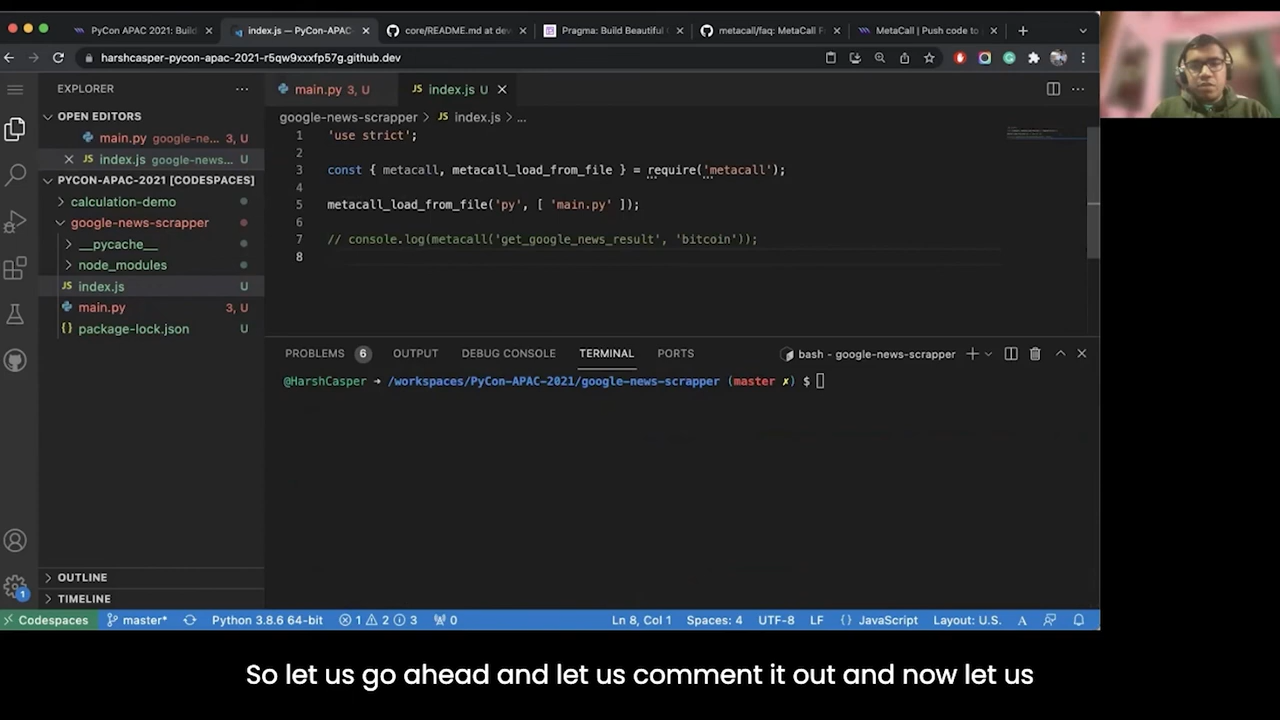 PyCon APAC 2021: Buil
index.js — PyCon-APAC
core/README.md at dev
Pragma: Build Beautiful
metacall/faq: MetaCall F
MetaCall | Push code to
harshcasper-pycon-apac-2021-r5qw9xxxfp57g.github.dev
EXPLORER
main.py 3, U
JS index.js U
OPEN EDITORS
main.py google-ne... 3, U
JS index.js google-news... U
PYCON-APAC-2021 [CODESPACES]
calculation-demo
google-news-scrapper
__pycache__
node_modules
JS index.js U
main.py 3, U
{} package-lock.json U
OUTLINE
TIMELINE
1
google-news-scrapper > JS index.js > ...
1 'use strict';
2
3 const { metacall, metacall_load_from_file } = require('metacall');
4
5 metacall_load_from_file('py', [ 'main.py' ]);
6
7 // console.log(metacall('get_google_news_result', 'bitcoin'));
8
PROBLEMS 6 OUTPUT DEBUG CONSOLE TERMINAL PORTS bash - google-news-scrapper
@HarshCasper → /workspaces/PyCon-APAC-2021/google-news-scrapper (master ✗) $
Codespaces master* Python 3.8.6 64-bit 1 2 3 0 Ln 8, Col 1 Spaces: 4 UTF-8 LF {} JavaScript Layout: U.S. A
So let us go ahead and let us comment it out and now let us